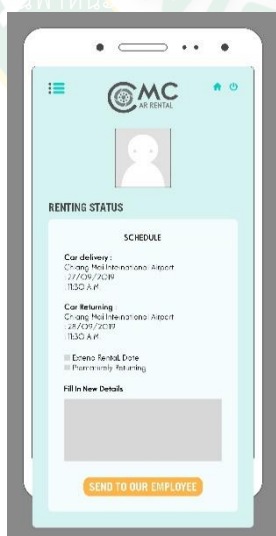 CMC
AR RENTAL
RENTING STATUS
SCHEDULE
Car delivery :
Chiang Mai International Airport
:27/09/2019
:11:30 A.M
Car Returning :
Chiang Mai International Airport
:28/09/2019
:11:30 A.M
Extend Rental Date
Prematurely Returning
Fill In New Details
SEND TO OUR EMPLOYEE